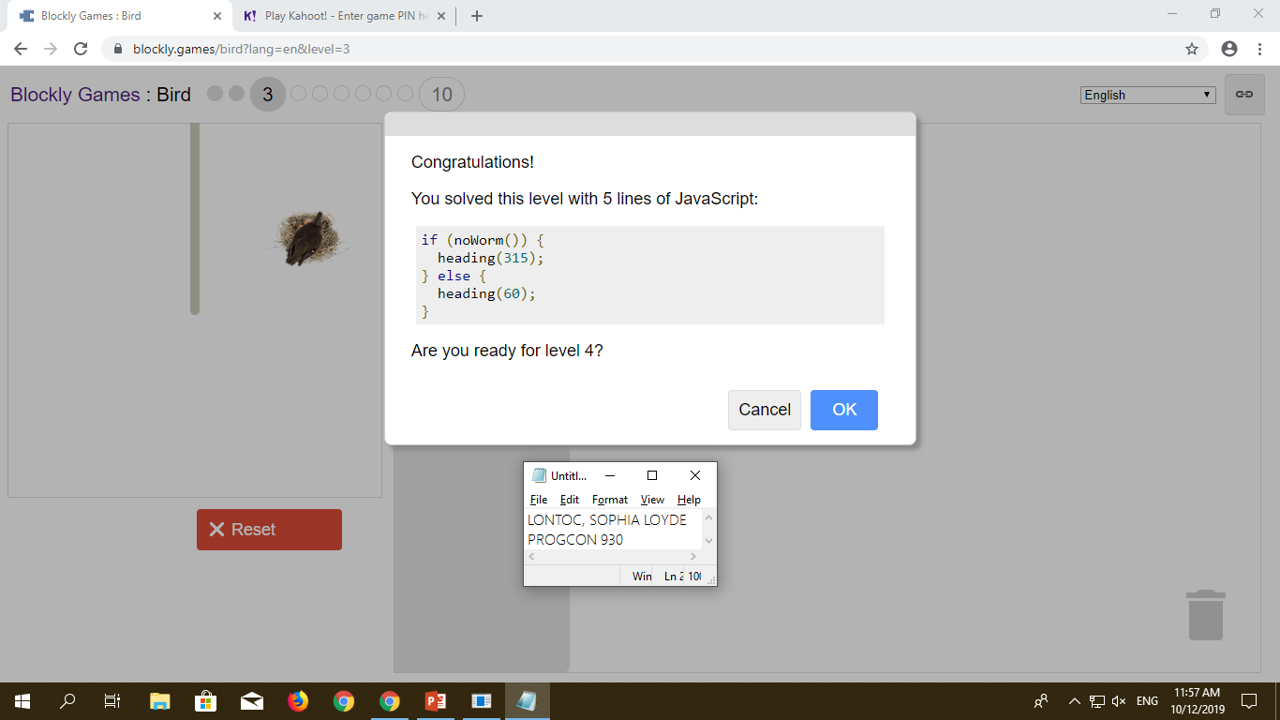 Blockly Games : Bird
Play Kahoot! - Enter game PIN he
blockly.games/bird?lang=en&level=3
Blockly Games : Bird 3 10
English
Congratulations!
You solved this level with 5 lines of JavaScript:
if (noWorm()) {
  heading(315);
} else {
  heading(60);
}
Are you ready for level 4?
Cancel OK
Untitl...
File Edit Format View Help
LONTOC, SOPHIA LOYDE
PROGCON 930
Win Ln 2 100
Reset
ENG
11:57 AM
10/12/2019